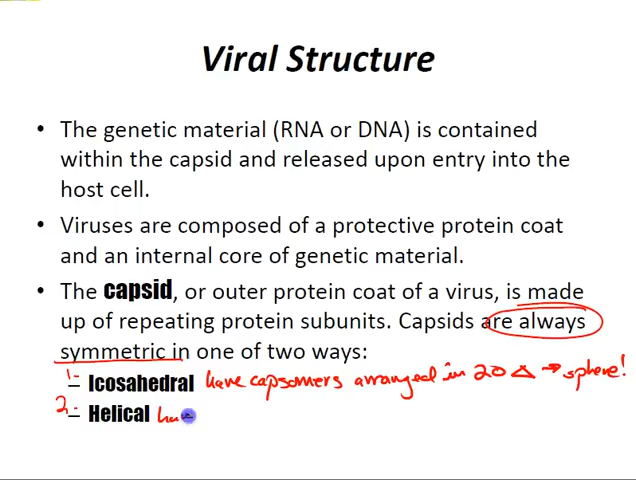 Viral Structure
• The genetic material (RNA or DNA) is contained
within the capsid and released upon entry into the
host cell.
• Viruses are composed of a protective protein coat
and an internal core of genetic material.
• The capsid, or outer protein coat of a virus, is made
up of repeating protein subunits. Capsids are always
symmetric in one of two ways:
1- – Icosahedral have capsomers arranged in 20 △ → sphere!
2- – Helical